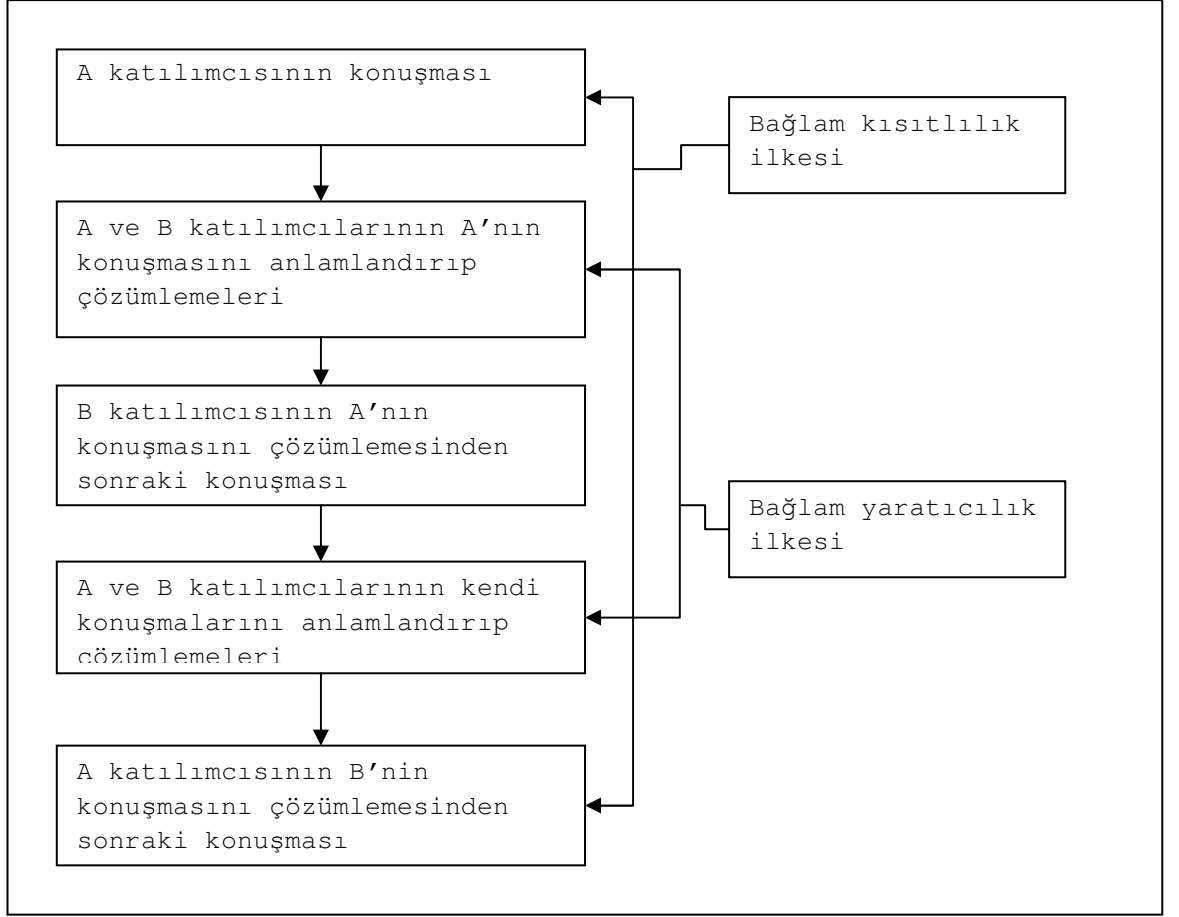 A katılımcısının konuşması
Bağlam kısıtlılık
ilkesi
A ve B katılımcılarının A’nın
konuşmasını anlamlandırıp
çözümlemeleri
B katılımcısının A’nın
konuşmasını çözümlemesinden
sonraki konuşması
Bağlam yaratıcılık
ilkesi
A ve B katılımcılarının kendi
konuşmalarını anlamlandırıp
çözümlemeleri
A katılımcısının B’nin
konuşmasını çözümlemesinden
sonraki konuşması